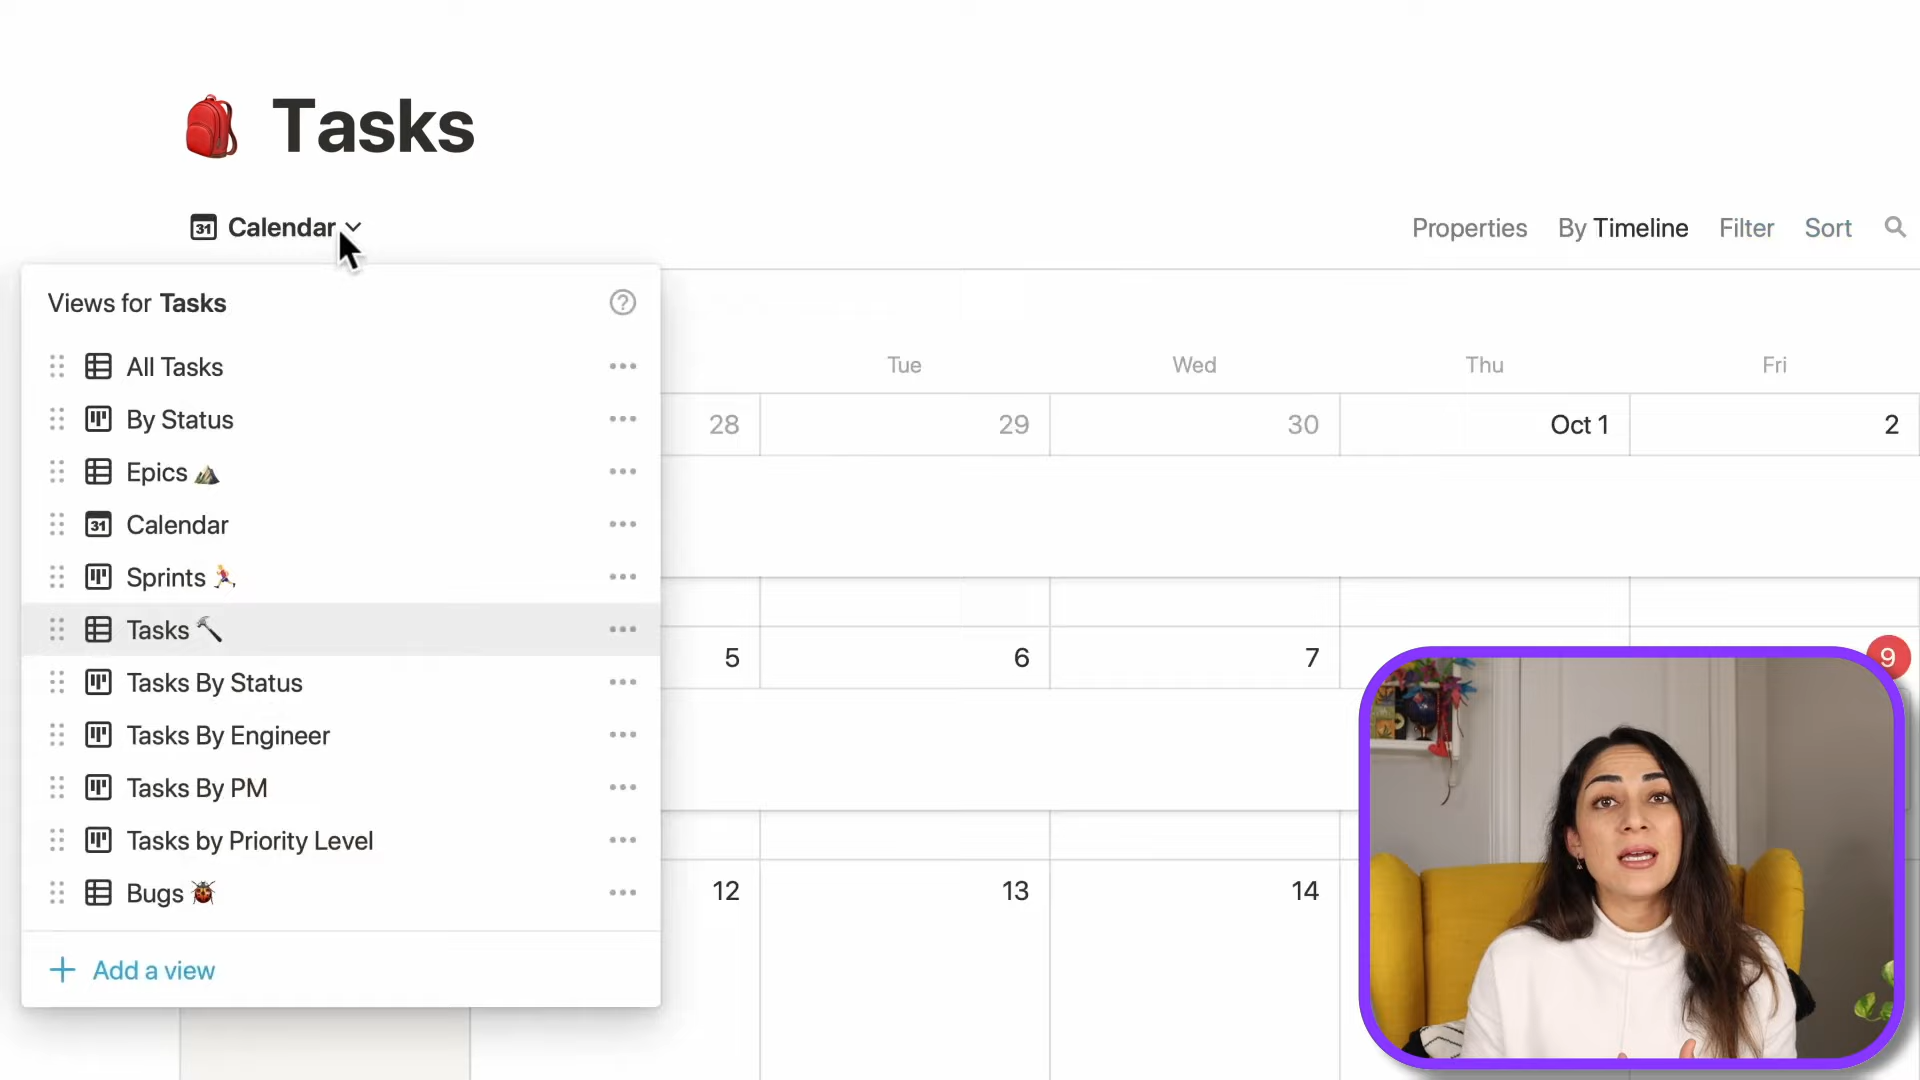 Tasks
31 Calendar
Properties By Timeline Filter Sort
Views for Tasks
All Tasks
By Status
Epics
31 Calendar
Sprints
Tasks
Tasks By Status
Tasks By Engineer
Tasks By PM
Tasks by Priority Level
Bugs
Add a view
Tue Wed Thu Fri
28 29 30 Oct 1 2
5 6 7 9
12 13 14